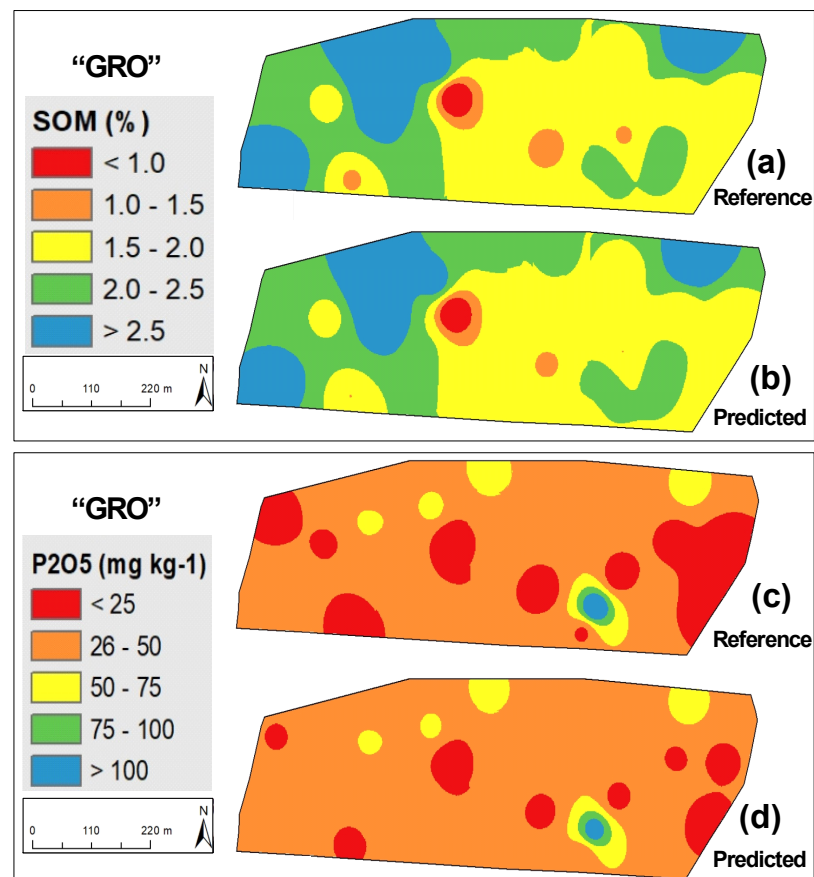 “GRO”
SOM (%)
< 1.0
1.0 - 1.5
1.5 - 2.0
2.0 - 2.5
> 2.5
N
0 110 220 m
(a)
Reference
(b)
Predicted
“GRO”
P2O5 (mg kg-1)
< 25
26 - 50
50 - 75
75 - 100
> 100
N
0 110 220 m
(c)
Reference
(d)
Predicted